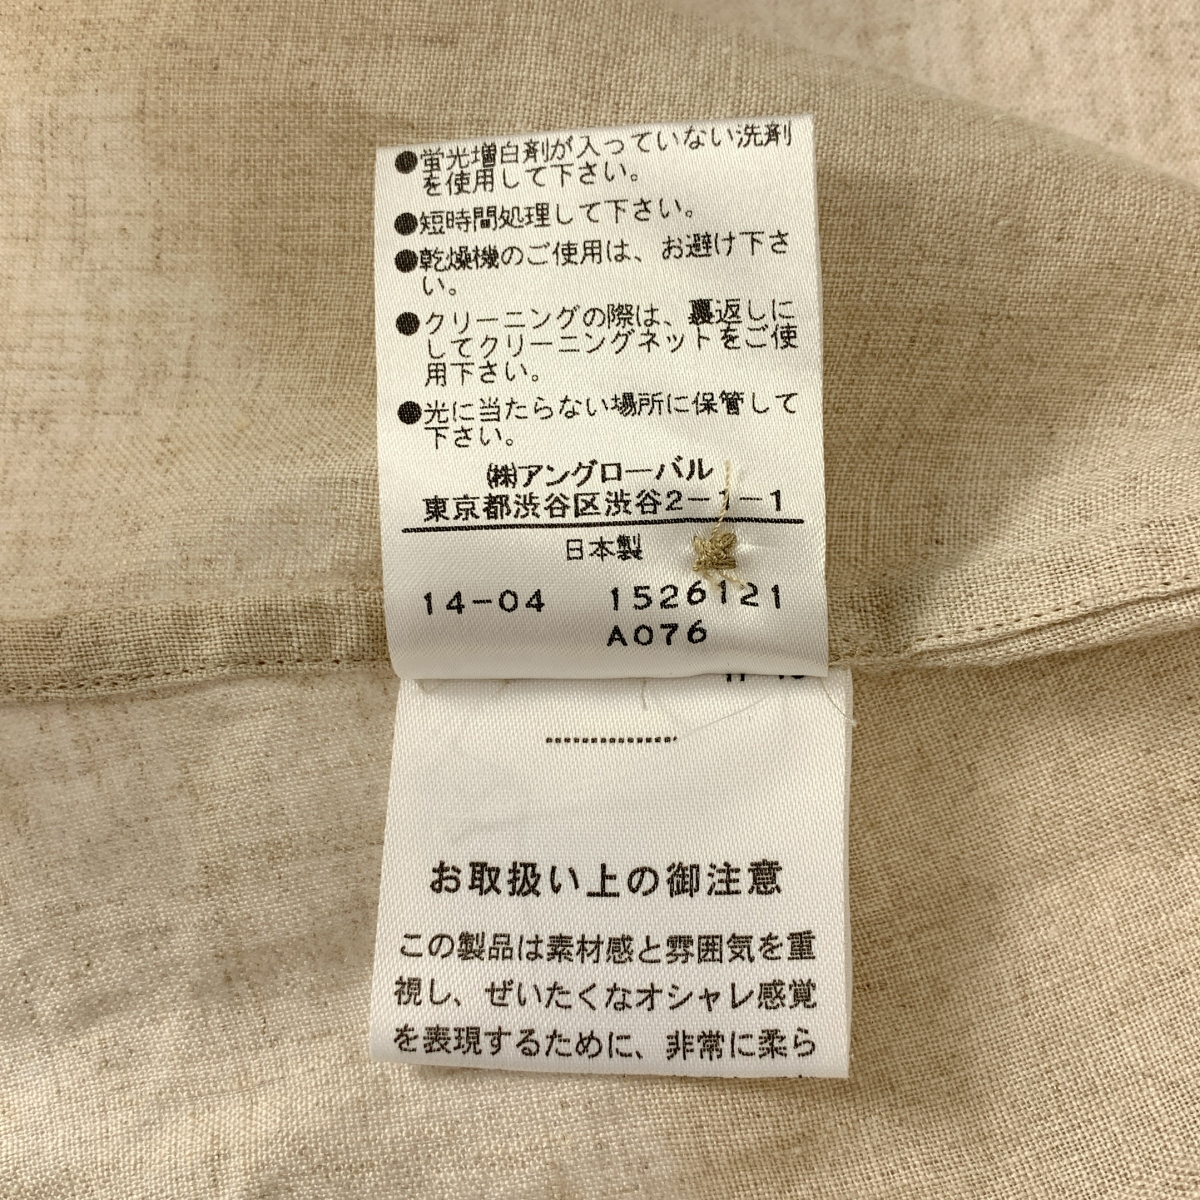 ●蛍光増白剤が入っていない洗剤
を使用して下さい。
●短時間処理して下さい。
●乾燥機のご使用は、お避け下さ
い。
●クリーニングの際は、裏返しに
してクリーニングネットをご使
用下さい。
●光に当たらない場所に保管して
下さい。
㈱アングローバル
東京都渋谷区渋谷2-1-1
日本製
14-04 1526121
A076
お取扱い上の御注意
この製品は素材感と雰囲気を重
視し、ぜいたくなオシャレ感覚
を表現するために、非常に柔ら